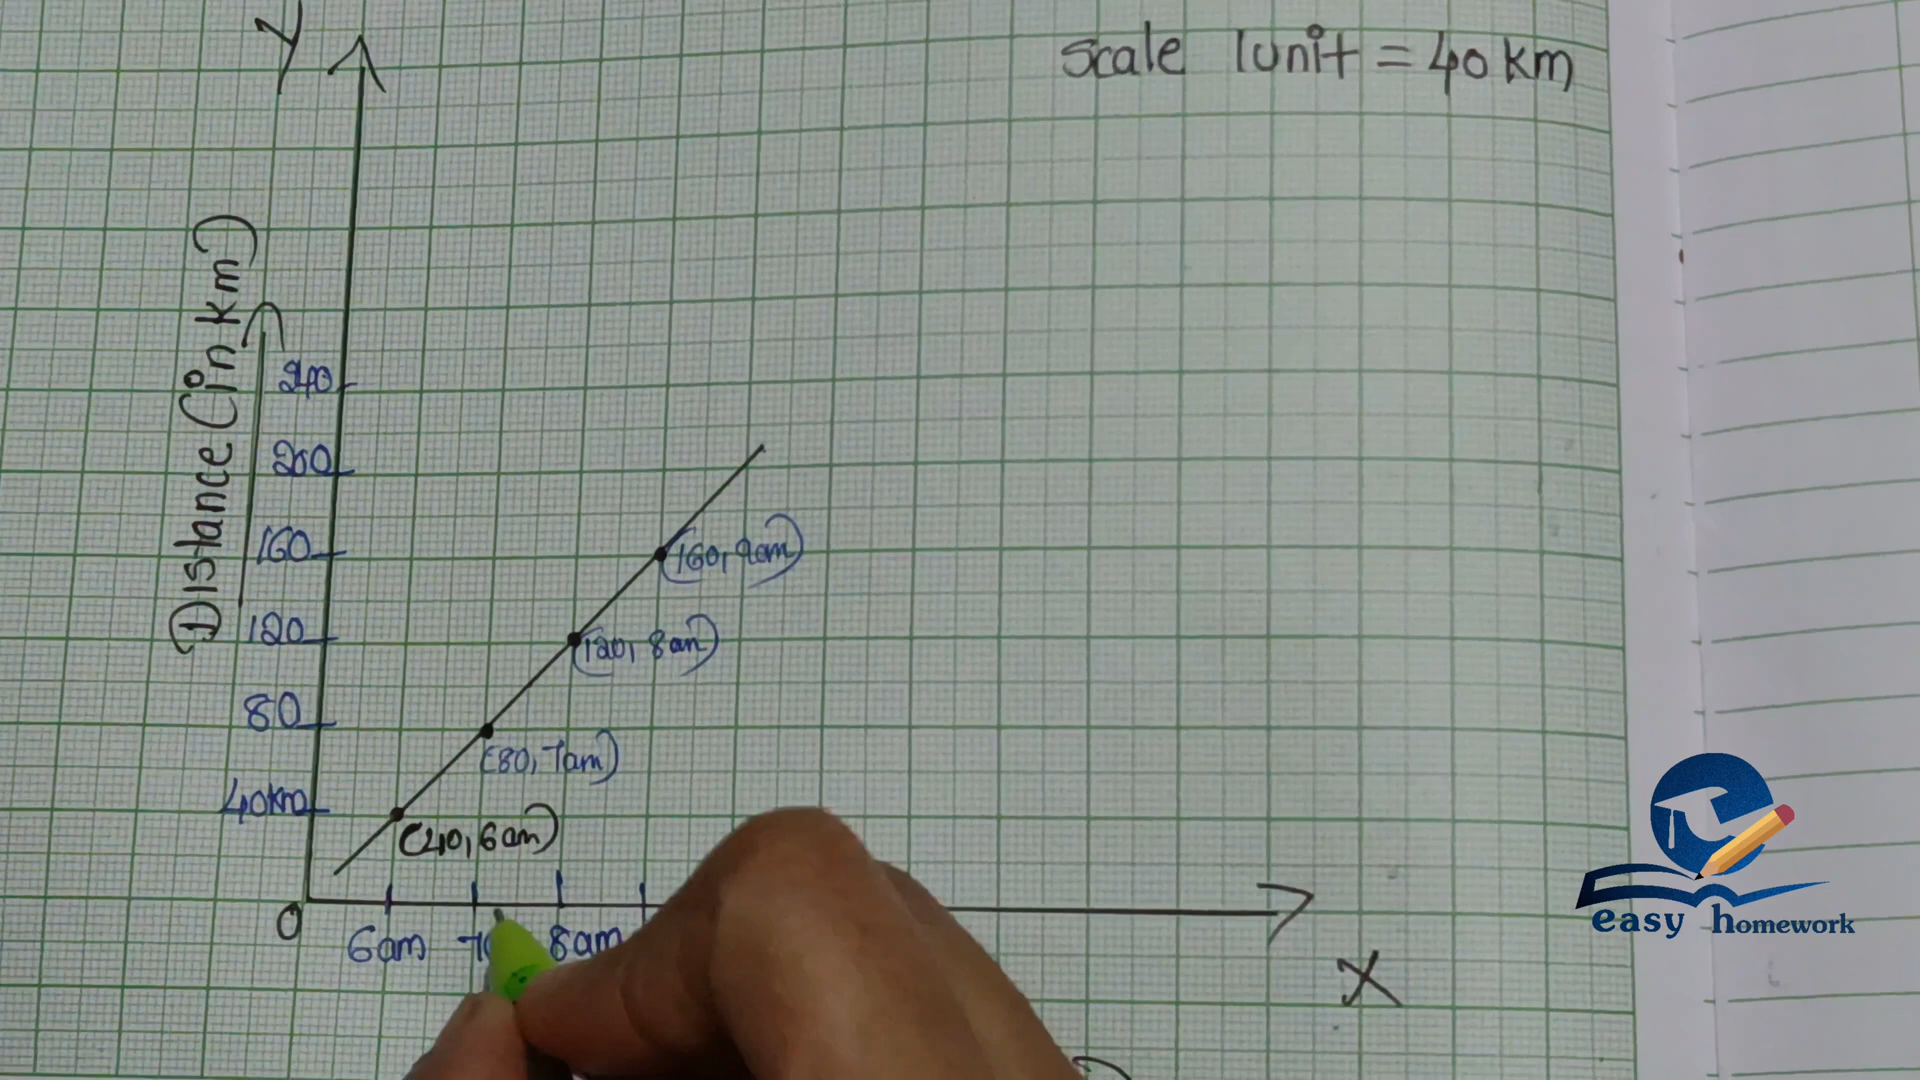 Y
Scale 1unit = 40 km
Distance (in km)
240
200
160
(160, 9am)
120
(120, 8am)
80
(80, 7am)
40km
(40, 6am)
O
6am
8am
X
easy homework